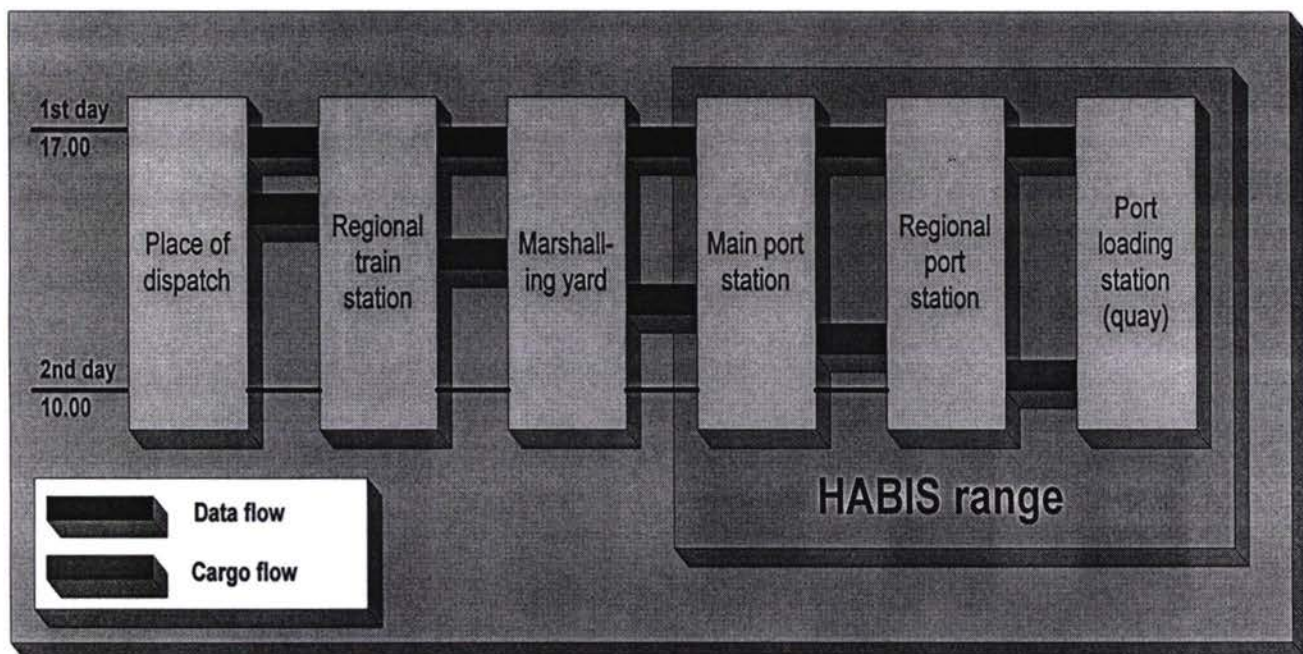 1st day
17.00
Place of
dispatch
Regional
train
station
Marshall-
ing yard
Main port
station
Regional
port
station
Port
loading
station
(quay)
2nd day
10.00
HABIS range
Data flow
Cargo flow